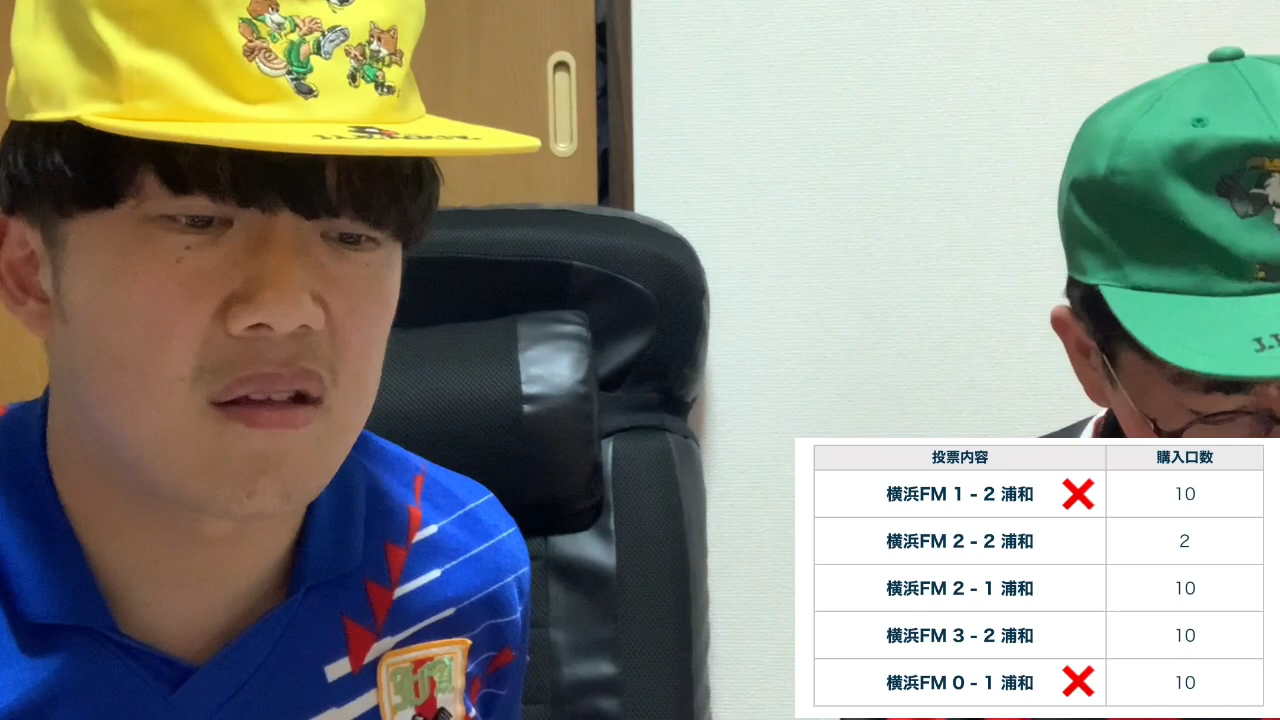 投票内容 購入口数
横浜FM 1 - 2 浦和 10
横浜FM 2 - 2 浦和 2
横浜FM 2 - 1 浦和 10
横浜FM 3 - 2 浦和 10
横浜FM 0 - 1 浦和 10